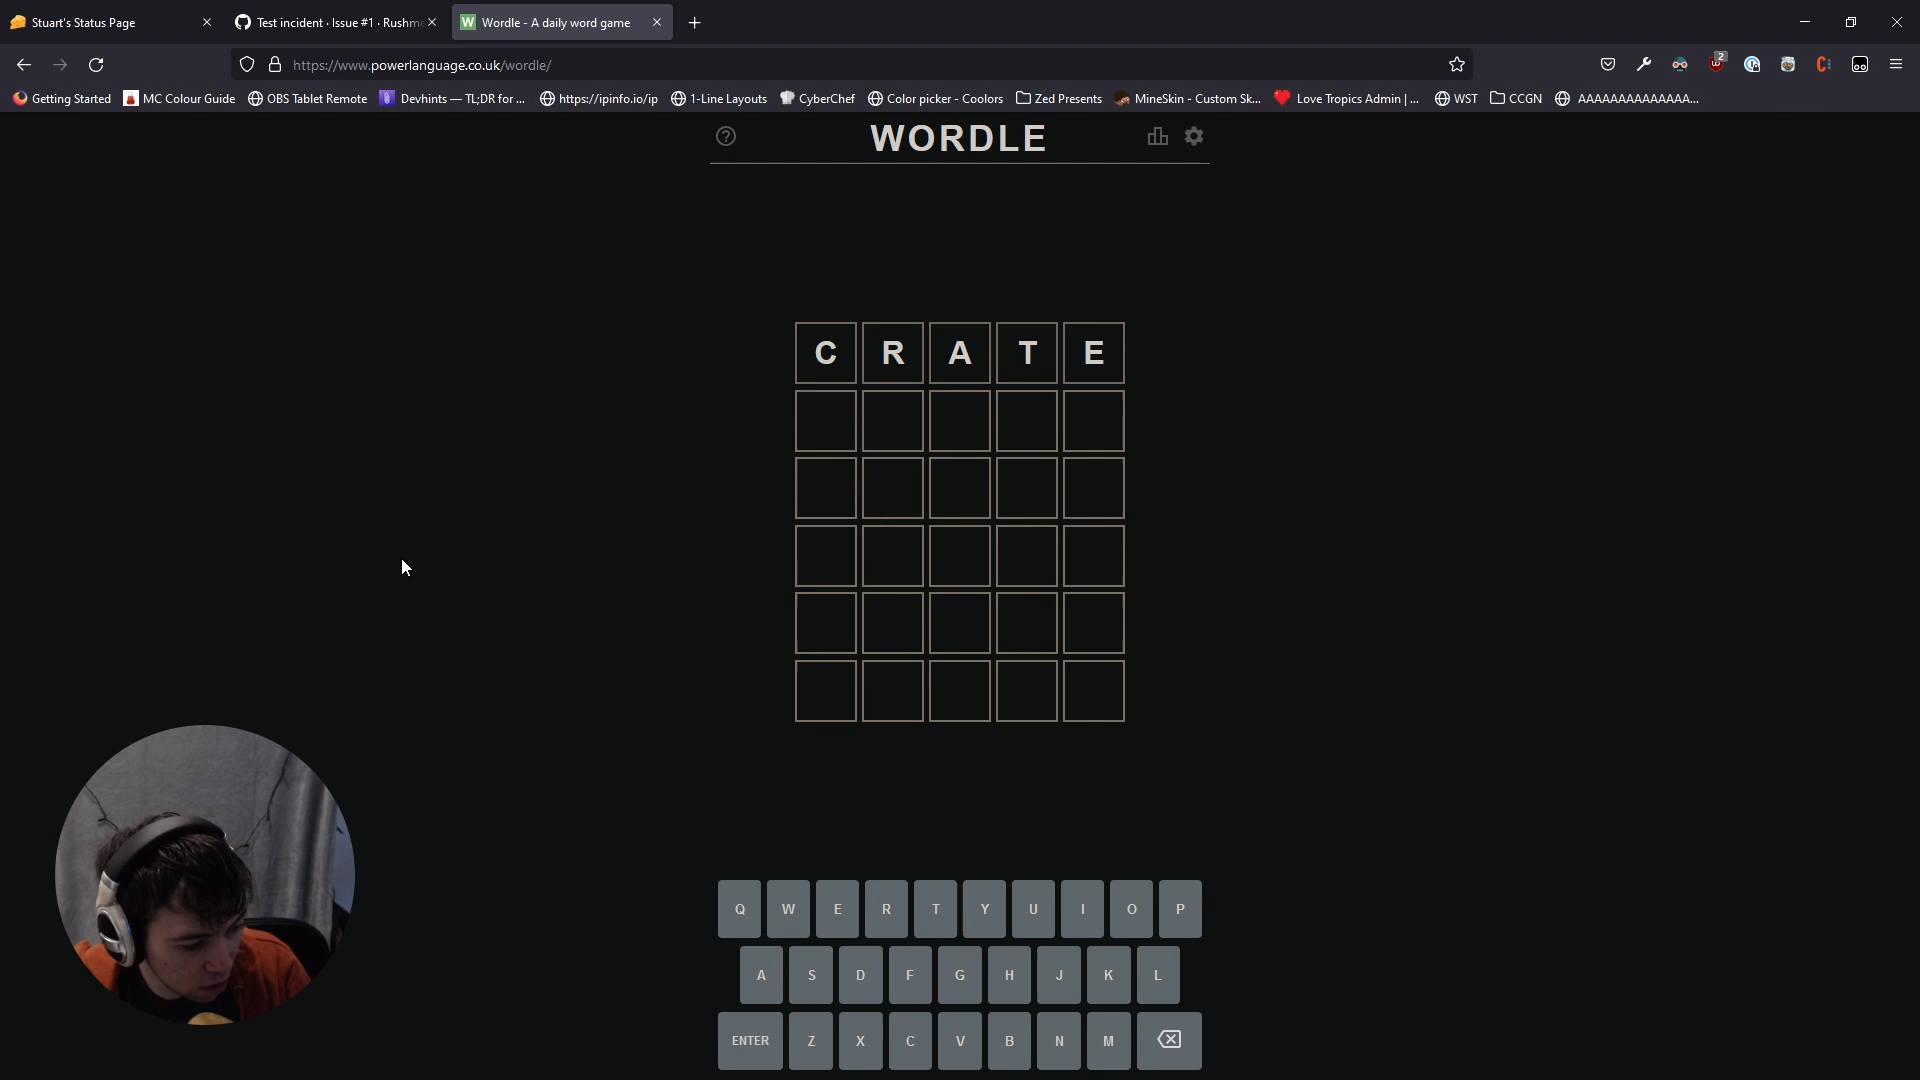 Stuart's Status Page
Test incident · Issue #1 · Rushme
Wordle - A daily word game
https://www.powerlanguage.co.uk/wordle/
2
Getting Started
MC Colour Guide
OBS Tablet Remote
Devhints — TL;DR for ...
https://ipinfo.io/ip
1-Line Layouts
CyberChef
Color picker - Coolors
Zed Presents
MineSkin - Custom Sk...
Love Tropics Admin | ...
WST
CCGN
AAAAAAAAAAAAAA...
WORDLE
C R A T E
Q W E R T Y U I O P
A S D F G H J K L
ENTER Z X C V B N M